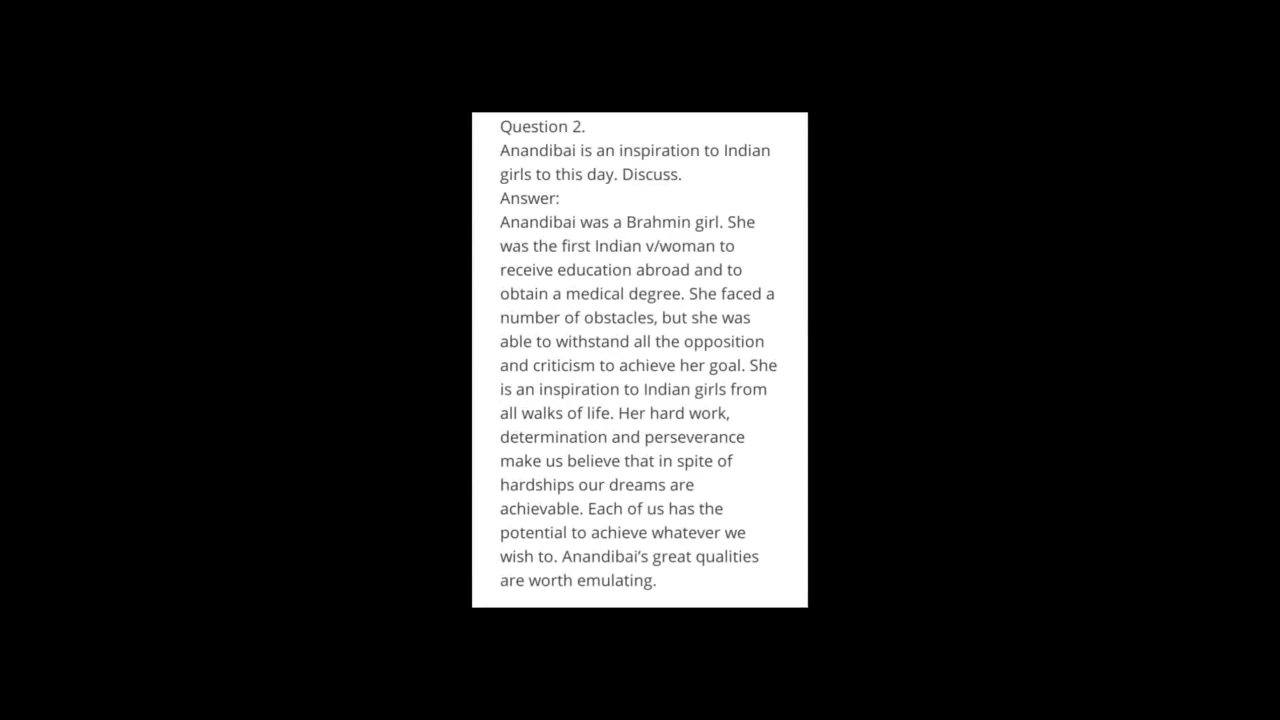 Question 2.
Anandibai is an inspiration to Indian
girls to this day. Discuss.
Answer:
Anandibai was a Brahmin girl. She
was the first Indian v/woman to
receive education abroad and to
obtain a medical degree. She faced a
number of obstacles, but she was
able to withstand all the opposition
and criticism to achieve her goal. She
is an inspiration to Indian girls from
all walks of life. Her hard work,
determination and perseverance
make us believe that in spite of
hardships our dreams are
achievable. Each of us has the
potential to achieve whatever we
wish to. Anandibai’s great qualities
are worth emulating.